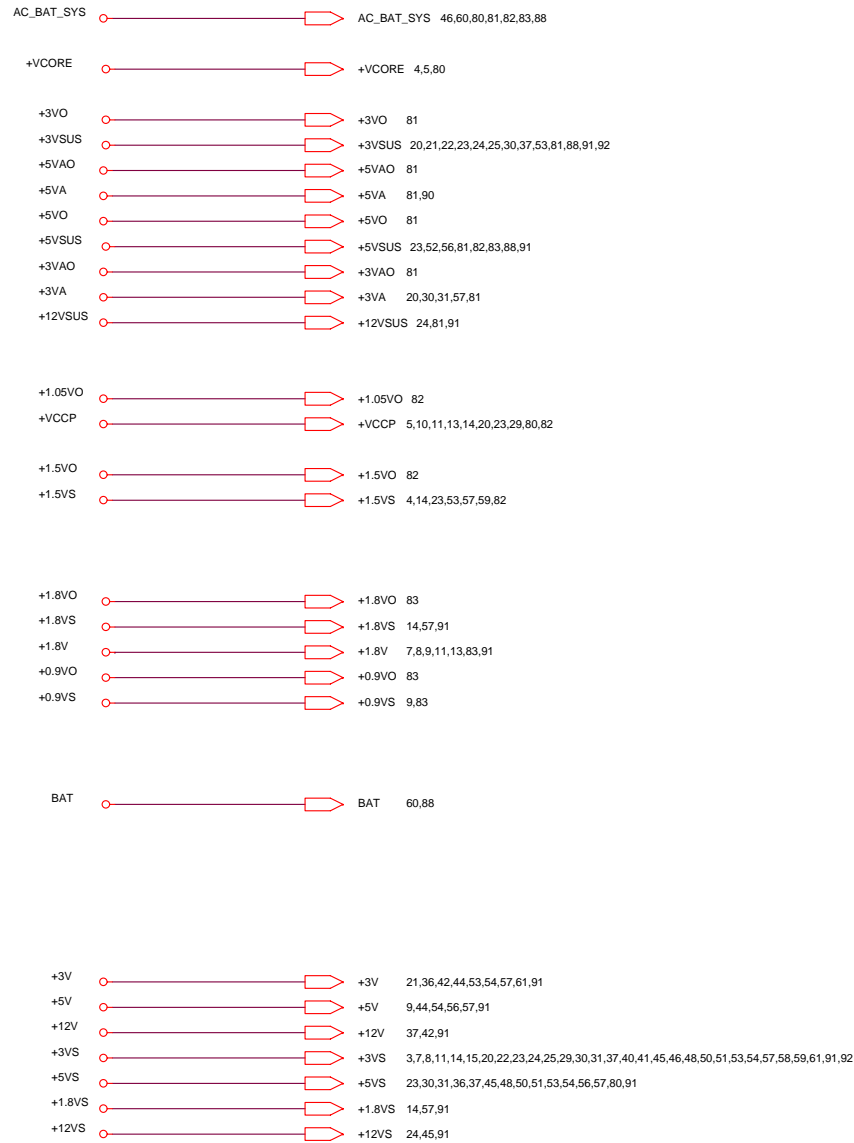 AC_BAT_SYS AC_BAT_SYS 46,60,80,81,82,83,88
+VCORE +VCORE 4,5,80
+3VO +3VO 81
+3VSUS +3VSUS 20,21,22,23,24,25,30,37,53,81,88,91,92
+5VAO +5VAO 81
+5VA +5VA 81,90
+5VO +5VO 81
+5VSUS +5VSUS 23,52,56,81,82,83,88,91
+3VAO +3VAO 81
+3VA +3VA 20,30,31,57,81
+12VSUS +12VSUS 24,81,91
+1.05VO +1.05VO 82
+VCCP +VCCP 5,10,11,13,14,20,23,29,80,82
+1.5VO +1.5VO 82
+1.5VS +1.5VS 4,14,23,53,57,59,82
+1.8VO +1.8VO 83
+1.8VS +1.8VS 14,57,91
+1.8V +1.8V 7,8,9,11,13,83,91
+0.9VO +0.9VO 83
+0.9VS +0.9VS 9,83
BAT BAT 60,88
+3V +3V 21,36,42,44,53,54,57,61,91
+5V +5V 9,44,54,56,57,91
+12V +12V 37,42,91
+3VS +3VS 3,7,8,11,14,15,20,22,23,24,25,29,30,31,37,40,41,45,46,48,50,51,53,54,57,58,59,61,91,92
+5VS +5VS 23,30,31,36,37,45,48,50,51,53,54,56,57,80,91
+1.8VS +1.8VS 14,57,91
+12VS +12VS 24,45,91